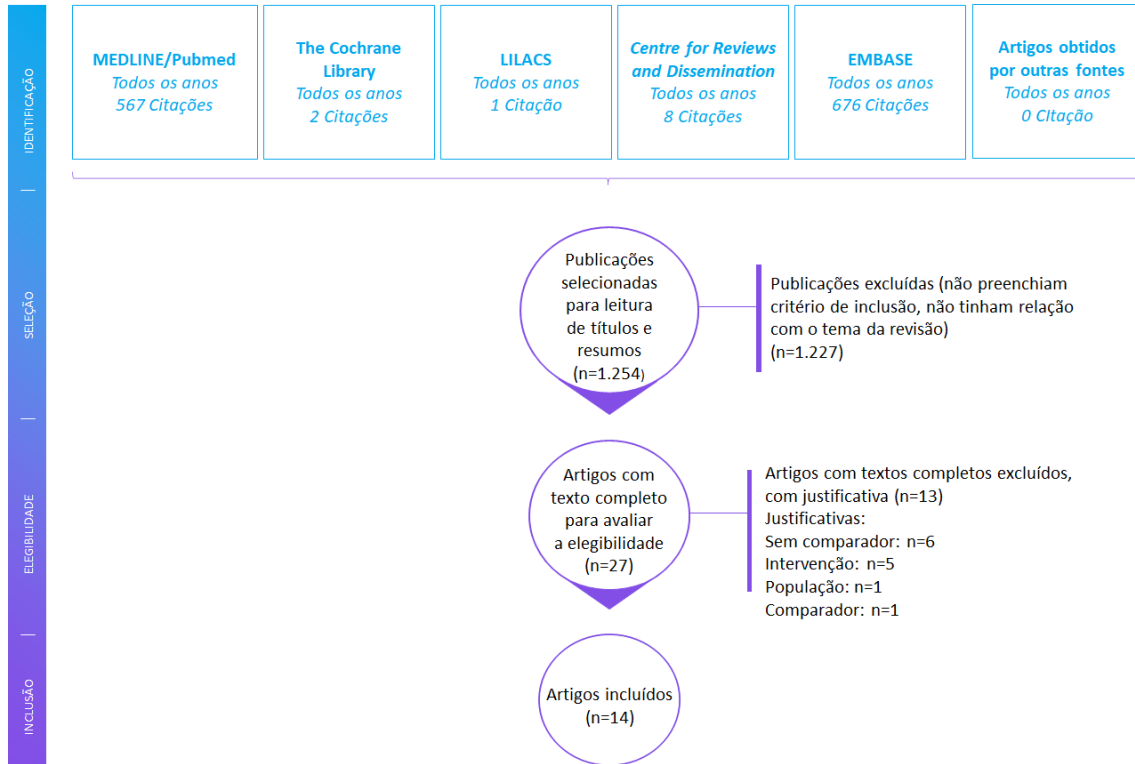 IDENTIFICAÇÃO
MEDLINE/Pubmed
Todos os anos
567 Citações
The Cochrane
Library
Todos os anos
2 Citações
LILACS
Todos os anos
1 Citação
Centre for Reviews
and Dissemination
Todos os anos
8 Citações
EMBASE
Todos os anos
676 Citações
Artigos obtidos
por outras fontes
Todos os anos
0 CItação
SELEÇÃO
Publicações
selecionadas
para leitura
de títulos e
resumos
(n=1.254)
Publicações excluídas (não preenchiam
critério de inclusão, não tinham relação
com o tema da revisão)
(n=1.227)
ELEGIBILIDADE
Artigos com
texto completo
para avaliar
a elegibilidade
(n=27)
Artigos com textos completos excluídos,
com justificativa (n=13)
Justificativas:
Sem comparador: n=6
Intervenção: n=5
População: n=1
Comparador: n=1
INCLUSÃO
Artigos incluídos
(n=14)